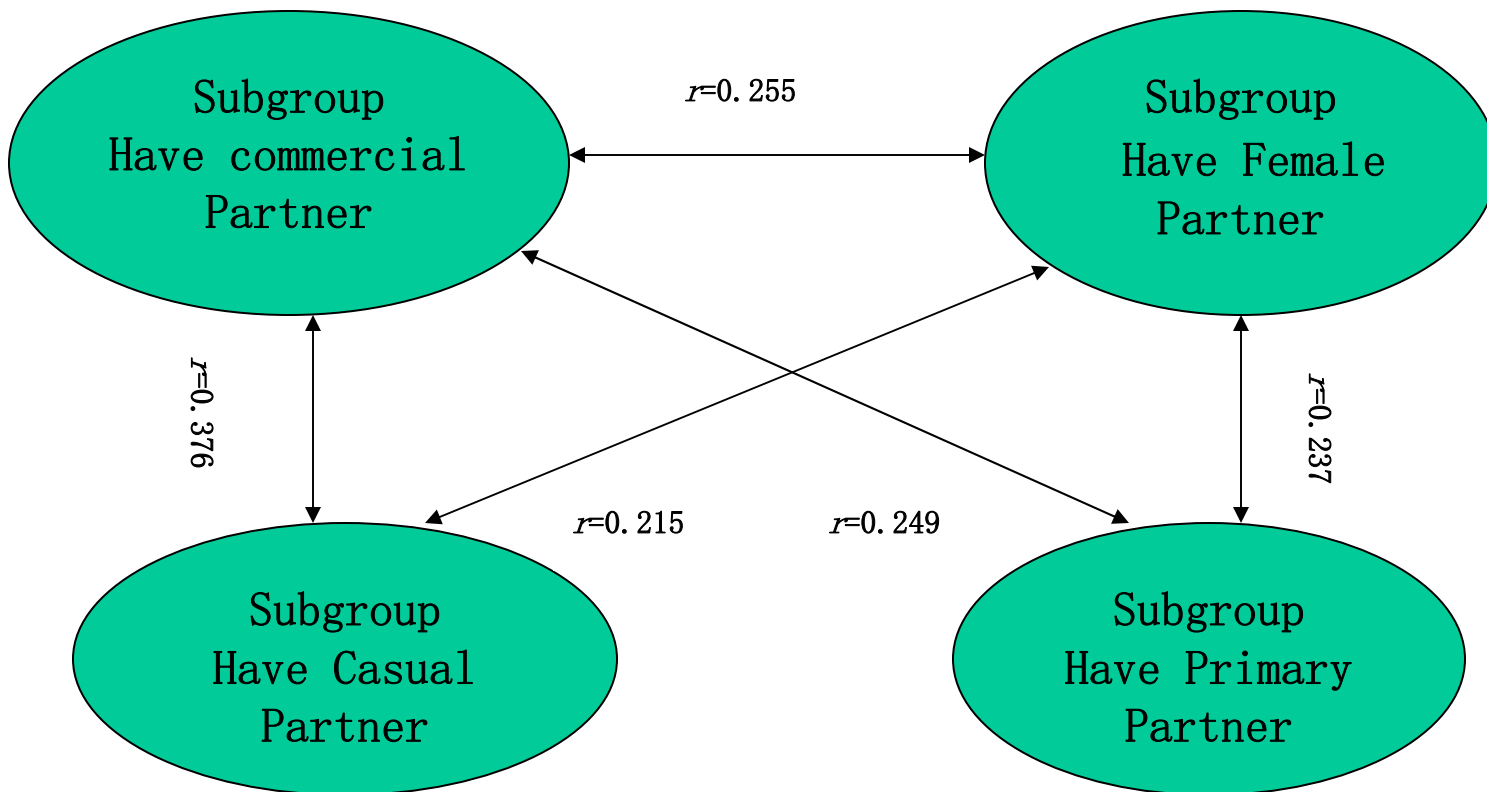 Subgroup
Have commercial
Partner
r=0.255
Subgroup
Have Female
Partner
r=0.376
r=0.237
r=0.215
r=0.249
Subgroup
Have Casual
Partner
Subgroup
Have Primary
Partner